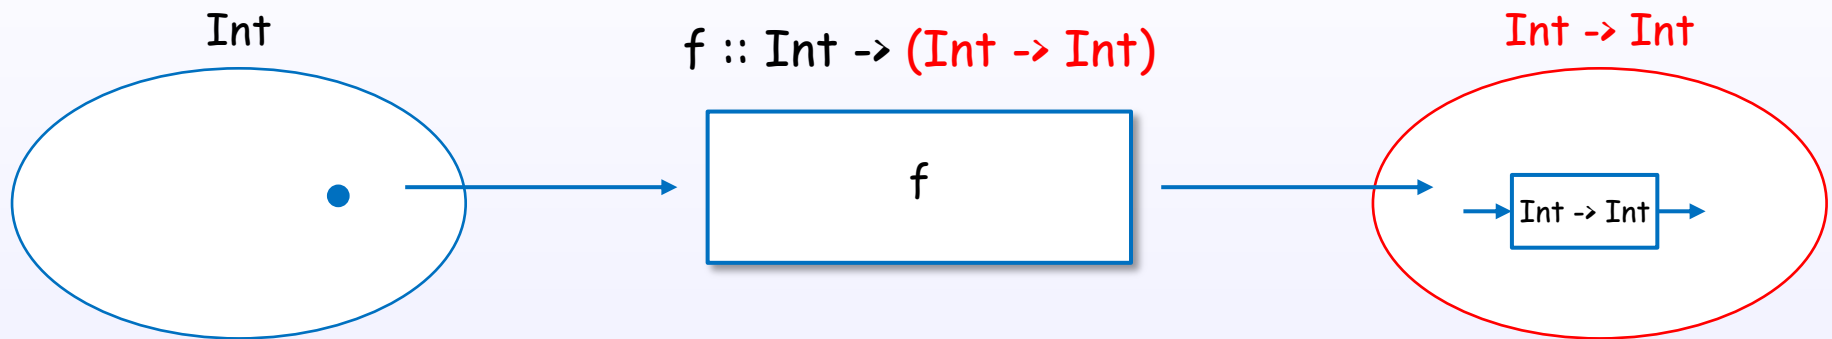 Int
f :: Int -> (Int -> Int)
Int -> Int
f
Int -> Int